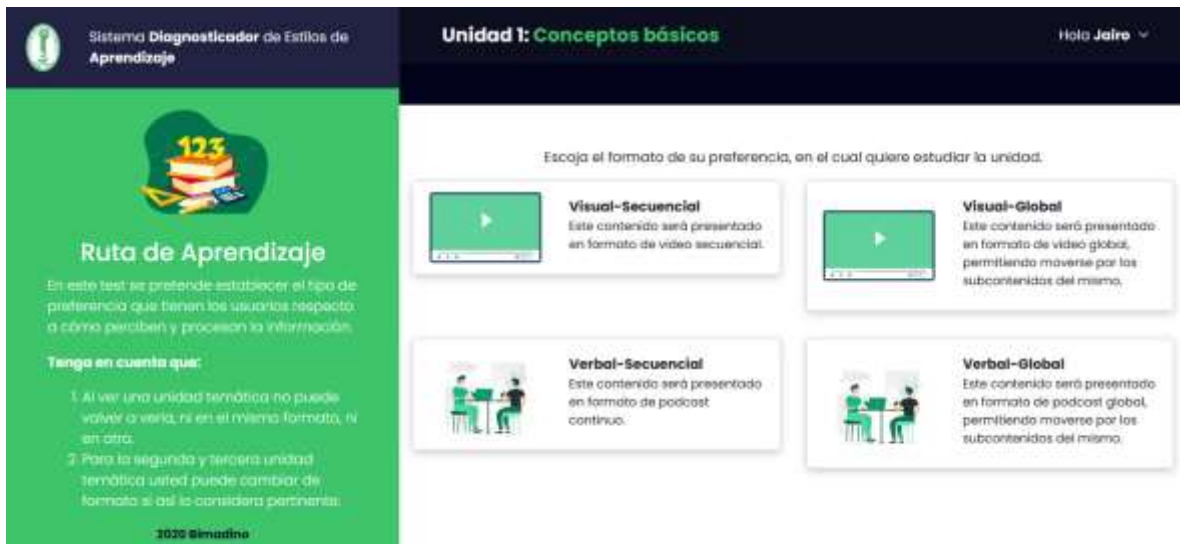 Sistema Diagnosticador de Estilos de
Aprendizaje
Unidad 1: Conceptos básicos
Hola Jairo
123
Ruta de Aprendizaje
En este test se pretende establecer el tipo de
preferencia que tienen los usuarios respecto
a cómo perciben y procesan la información.
Tenga en cuenta que:
1. Al ver una unidad temática no puede
volver a verla, ni en el mismo formato, ni
en otro.
2. Para la segunda y tercera unidad
temática usted puede cambiar de
formato si así lo considera pertinente.
2020 Bimadino
Escoja el formato de su preferencia, en el cual quiere estudiar la unidad.
Visual-Secuencial
Este contenido será presentado
en formato de video secuencial.
Visual-Global
Este contenido será presentado
en formato de video global,
permitiendo moverse por los
subcontenidos del mismo.
Verbal-Secuencial
Este contenido será presentado
en formato de podcast
continuo.
Verbal-Global
Este contenido será presentado
en formato de podcast global,
permitiendo moverse por los
subcontenidos del mismo.